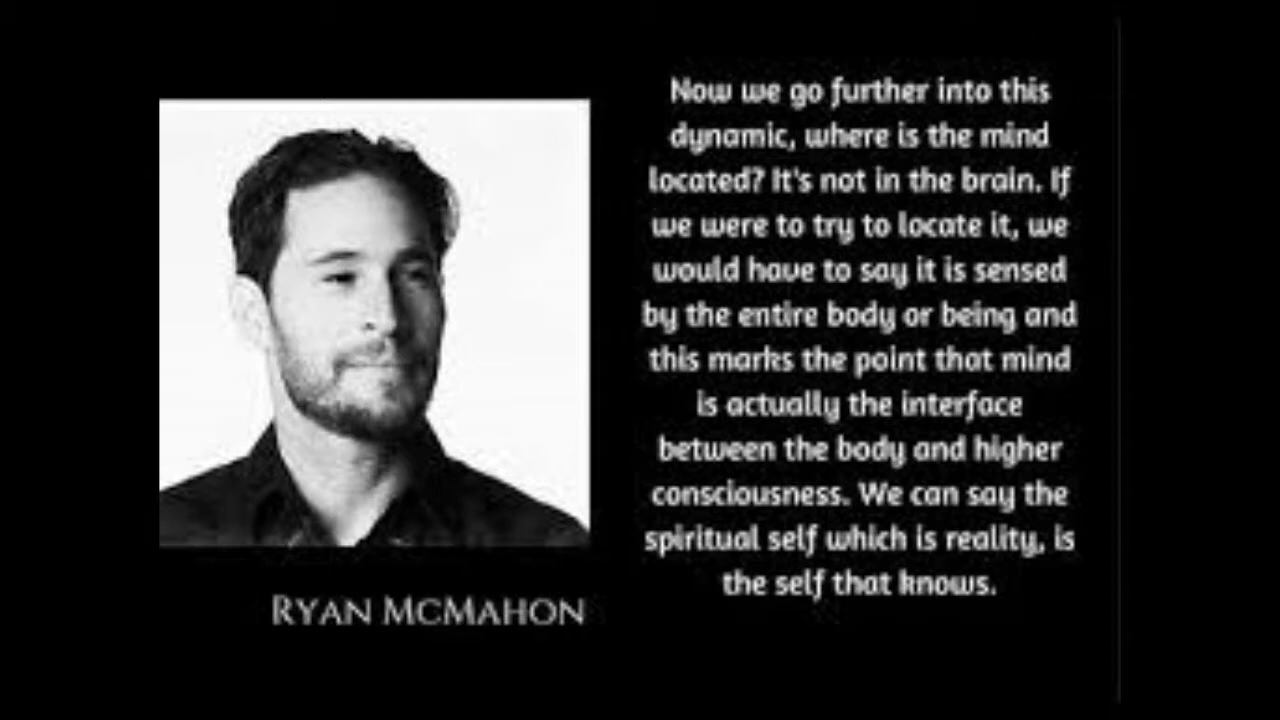 Now we go further into this
dynamic, where is the mind
located? It's not in the brain. If
we were to try to locate it, we
would have to say it is sensed
by the entire body or being and
this marks the point that mind
is actually the interface
between the body and higher
consciousness. We can say the
spiritual self which is reality, is
the self that knows.
RYAN MCMAHON